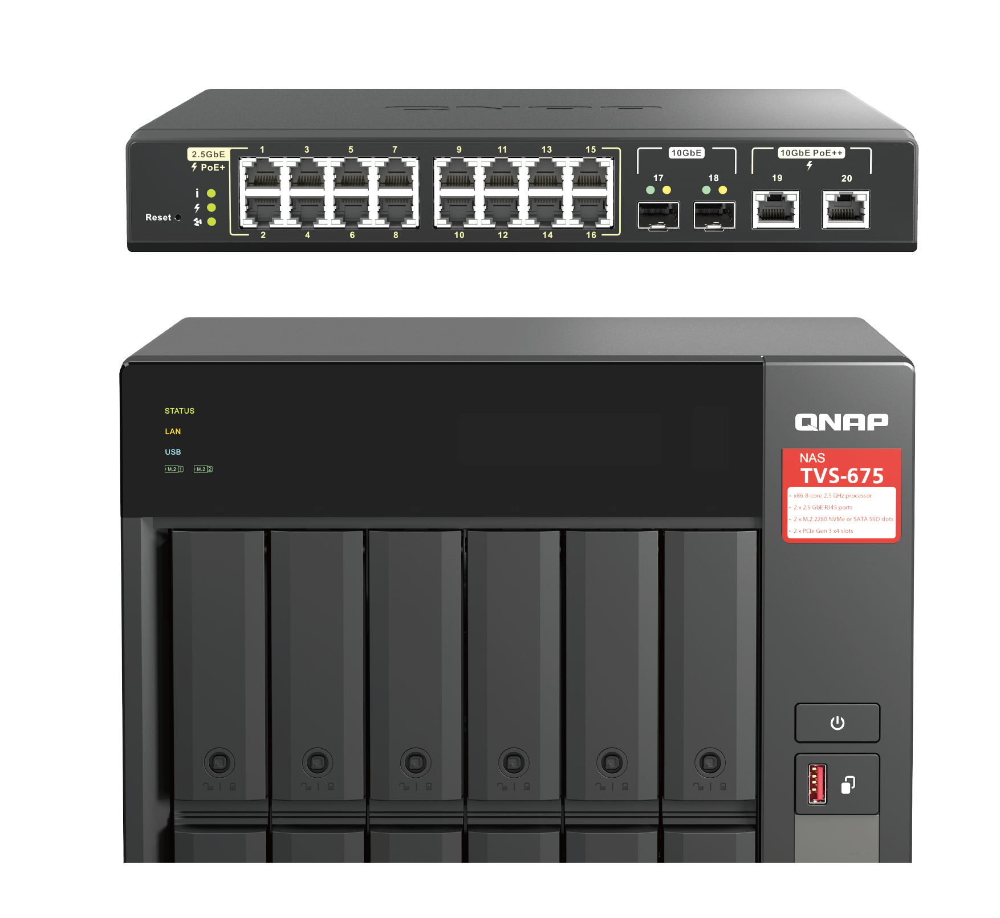 QNAP
2.5GbE
PoE+
1 3 5 7 9 11 13 15
10GbE
10GbE PoE++
17 18 19 20
i
Reset
2 4 6 8 10 12 14 16
STATUS
LAN
USB
M.2 1 M.2 2
QNAP
NAS
TVS-675
• x86 8-core 2.5 GHz processor
• 2 x 2.5 GbE RJ45 ports
• 2 x M.2 2280 NVMe or SATA SSD slots
• 2 x PCIe Gen 3 x4 slots